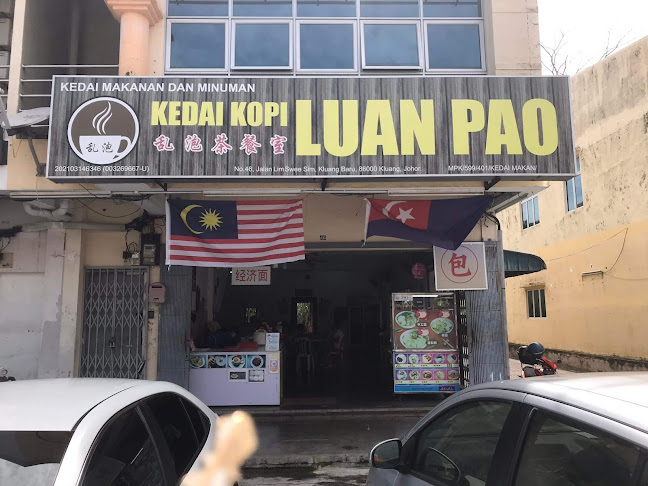 KEDAI MAKANAN DAN MINUMAN
KEDAI KOPI LUAN PAO
乱泡茶餐室
乱泡
202103146346 (003269667-U)
No.46, Jalan Lim Swee Sim, Kluang Baru, 86000 Kluang, Johor.
MPK/599/401/KEDAI MAKAN/
经济面
包